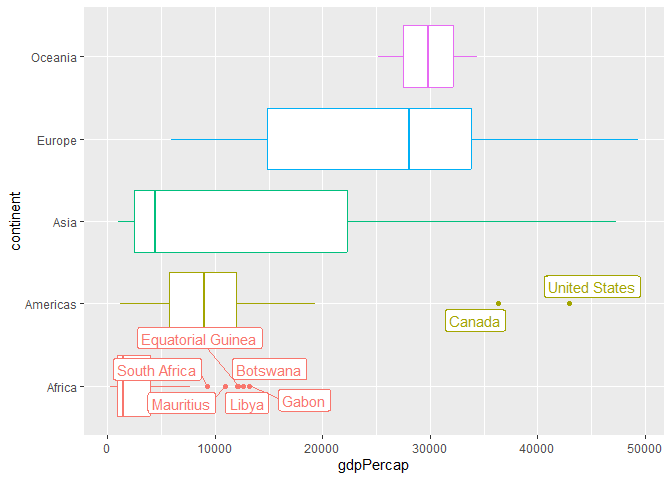 Oceania
Europe
Asia
Americas
Africa
continent
United States
Canada
Equatorial Guinea
South Africa
Botswana
Mauritius
Libya
Gabon
0
10000
20000
30000
40000
50000
gdpPercap